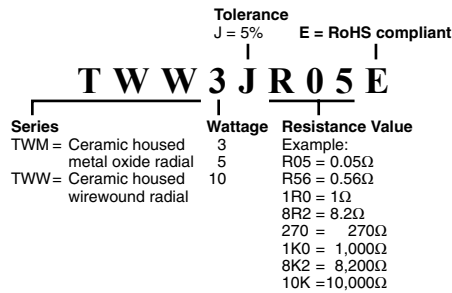 Tolerance
J = 5%
E = RoHS compliant
T W W 3 J R 0 5 E
Series
TWM = Ceramic housed
metal oxide radial
TWW = Ceramic housed
wirewound radial
Wattage
3
5
10
Resistance Value
Example:
R05 = 0.05Ω
R56 = 0.56Ω
1R0 = 1Ω
8R2 = 8.2Ω
270 = 270Ω
1K0 = 1,000Ω
8K2 = 8,200Ω
10K =10,000Ω